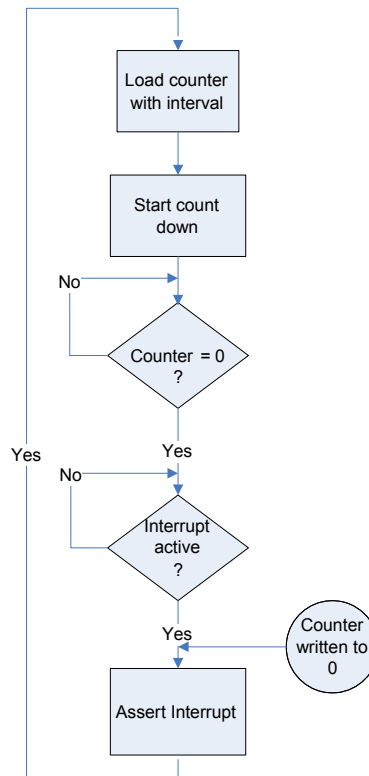 Load counter
with interval
Start count
down
No
Counter = 0
?
Yes
Yes
No
Interrupt
active
?
Yes
Counter
written to
0
Assert Interrupt